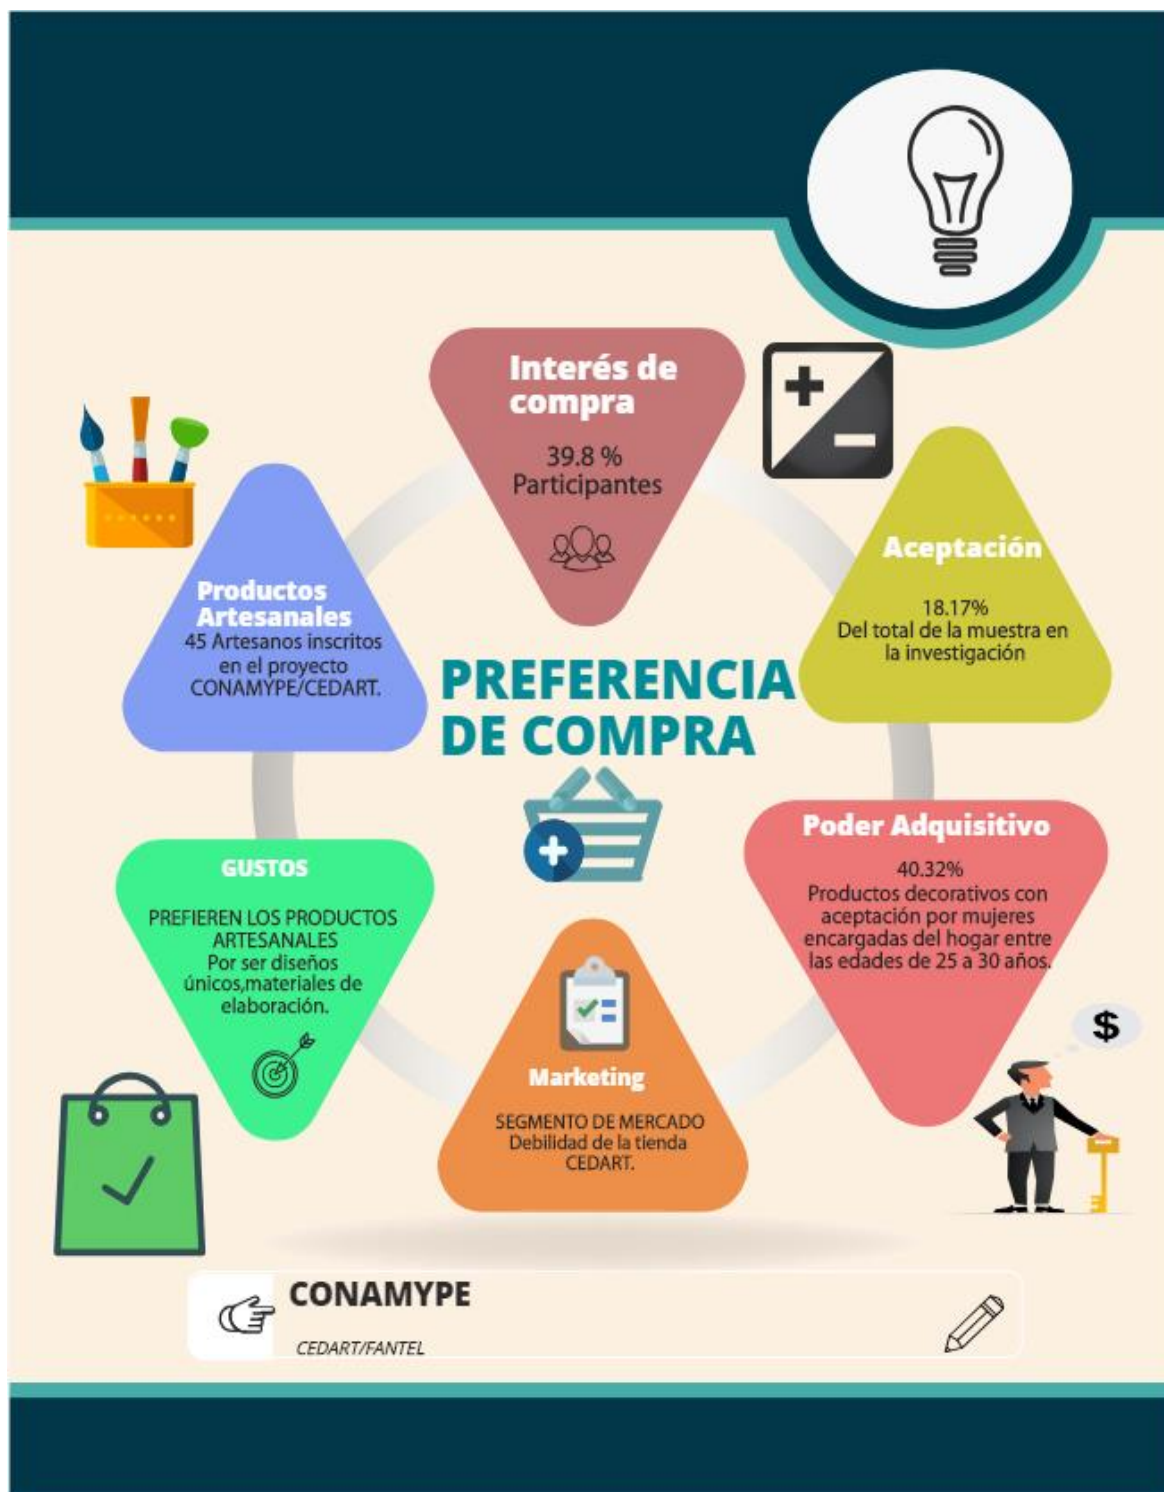 Interés de
compra
39.8 %
Participantes
Aceptación
18.17%
Del total de la muestra en
la investigación
Productos
Artesanales
45 Artesanos inscritos
en el proyecto
CONAMYPE/CEDART.
PREFERENCIA
DE COMPRA
Poder Adquisitivo
40.32%
Productos decorativos con
aceptación por mujeres
encargadas del hogar entre
las edades de 25 a 30 años.
GUSTOS
PREFIEREN LOS PRODUCTOS
ARTESANALES
Por ser diseños
únicos,materiales de
elaboración.
Marketing
SEGMENTO DE MERCADO
Debilidad de la tienda
CEDART.
$
CONAMYPE
CEDART/FANTEL